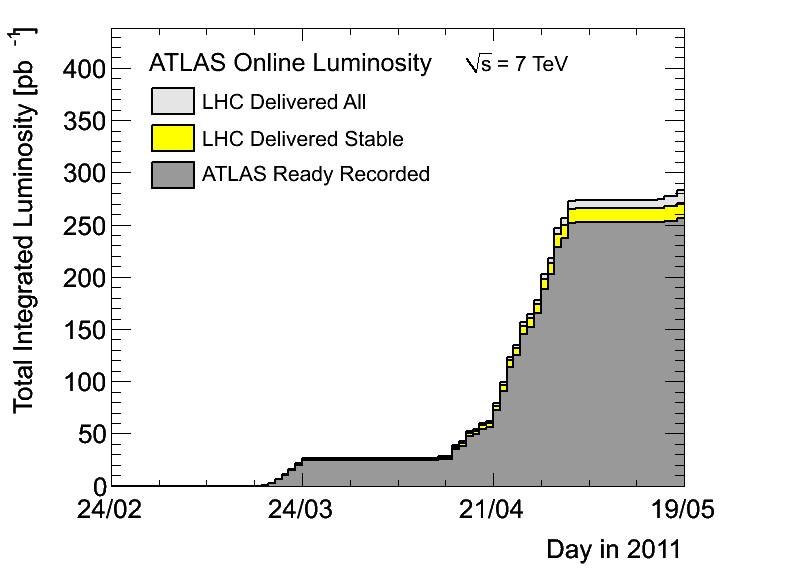 ATLAS Online Luminosity √s = 7 TeV
LHC Delivered All
LHC Delivered Stable
ATLAS Ready Recorded
Total Integrated Luminosity [pb⁻¹]
400
350
300
250
200
150
100
50
0
24/02 24/03 21/04 19/05
Day in 2011